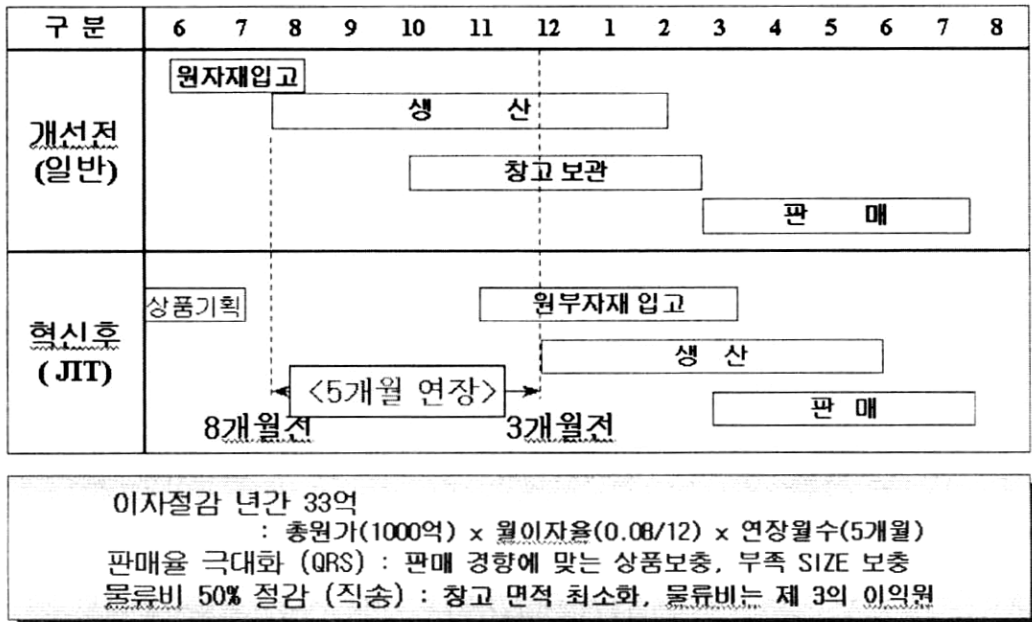 구 분 6 7 8 9 10 11 12 1 2 3 4 5 6 7 8
개선전
(일반)
원자재입고
생 산
창고 보관
판 매
혁신후
( JIT)
상품기획
원부자재 입고
생 산
<5개월 연장>
판 매
8개월전
3개월전
이자절감 년간 33억
: 총원가(1000억) x 월이자율(0.08/12) x 연장월수(5개월)
판매율 극대화 (QRS) : 판매 경향에 맞는 상품보충, 부족 SIZE 보충
물류비 50% 절감 (직송) : 창고 면적 최소화, 물류비는 제 3의 이익원